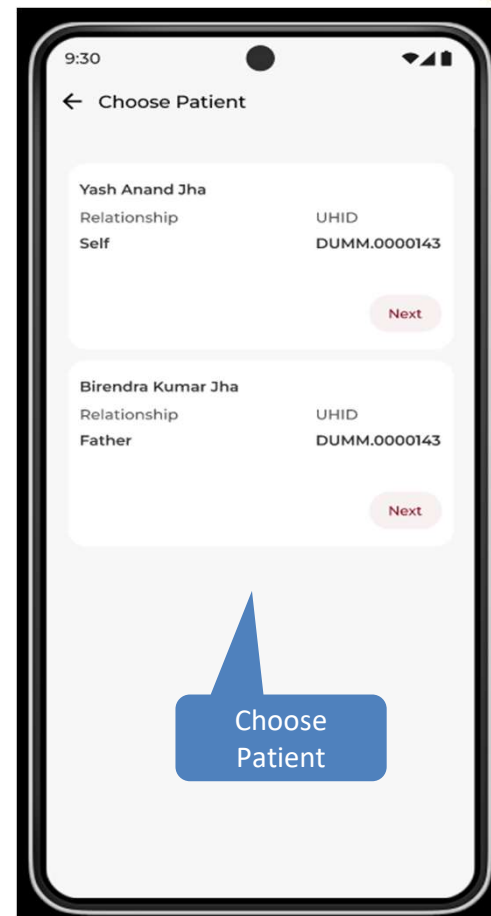 9:30
Choose Patient
Yash Anand Jha
Relationship UHID
Self DUMM.0000143
Next
Birendra Kumar Jha
Relationship UHID
Father DUMM.0000143
Next
Choose
Patient